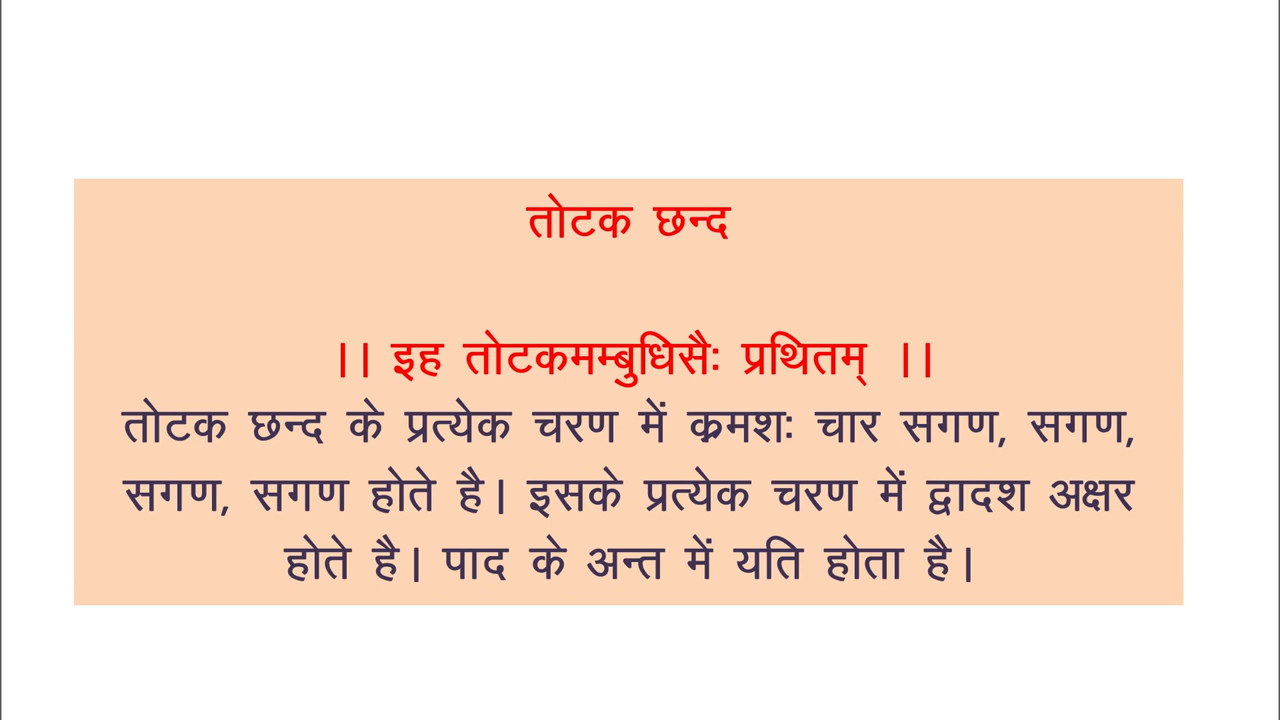 तोटक छन्द
।। इह तोटकमम्बुधिसैः प्रथितम् ।।
तोटक छन्द के प्रत्येक चरण में क्रमशः चार सगण, सगण,
सगण, सगण होते है। इसके प्रत्येक चरण में द्वादश अक्षर
होते है। पाद के अन्त में यति होता है।